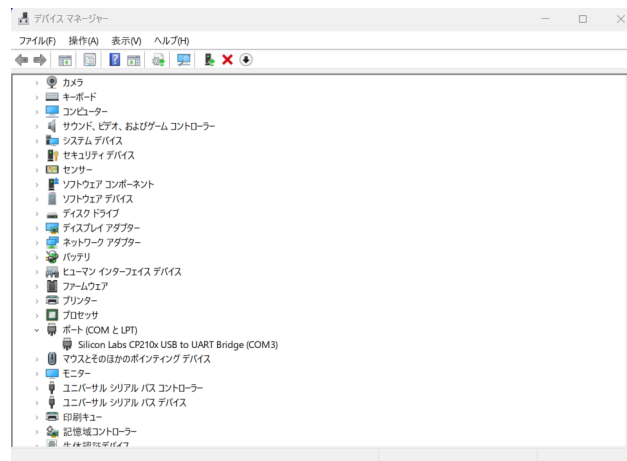 デバイス マネージャー
ファイル(F) 操作(A) 表示(V) ヘルプ(H)
カメラ
キーボード
コンピューター
サウンド、ビデオ、およびゲーム コントローラー
システム デバイス
セキュリティ デバイス
センサー
ソフトウェア コンポーネント
ソフトウェア デバイス
ディスク ドライブ
ディスプレイ アダプター
ネットワーク アダプター
バッテリ
ヒューマン インターフェイス デバイス
ファームウェア
プリンター
プロセッサ
ポート (COM と LPT)
Silicon Labs CP210x USB to UART Bridge (COM3)
マウスとそのほかのポインティング デバイス
モニター
ユニバーサル シリアル バス コントローラー
ユニバーサル シリアル バス デバイス
印刷キュー
記憶域コントローラー
生体認証デバイス